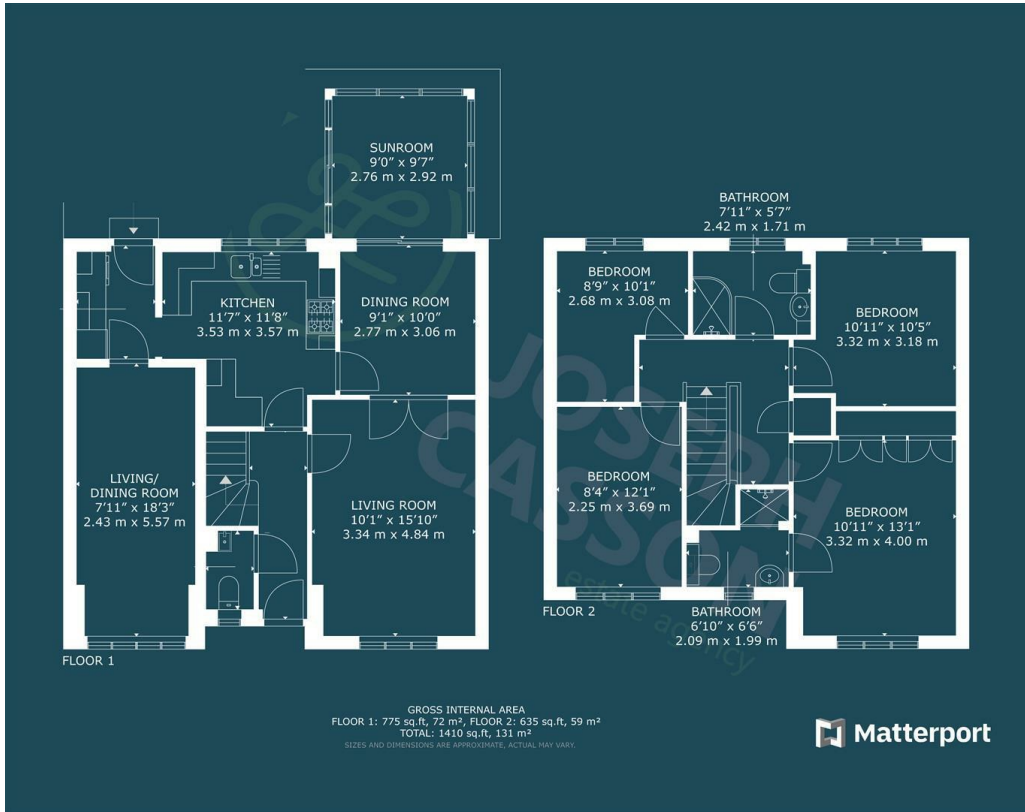 SUNROOM
9'0" x 9'7"
2.76 m x 2.92 m
KITCHEN
11'7" x 11'8"
3.53 m x 3.57 m
DINING ROOM
9'1" x 10'0"
2.77 m x 3.06 m
LIVING/
DINING ROOM
7'11" x 18'3"
2.43 m x 5.57 m
LIVING ROOM
10'1" x 15'10"
3.34 m x 4.84 m
FLOOR 1
BATHROOM
7'11" x 5'7"
2.42 m x 1.71 m
BEDROOM
8'9" x 10'1"
2.68 m x 3.08 m
BEDROOM
10'11" x 10'5"
3.32 m x 3.18 m
BEDROOM
8'4" x 12'1"
2.25 m x 3.69 m
BEDROOM
10'11" x 13'1"
3.32 m x 4.00 m
BATHROOM
6'10" x 6'6"
2.09 m x 1.99 m
FLOOR 2
JOSEPH
CASSON
estate agency
GROSS INTERNAL AREA
FLOOR 1: 775 sq.ft, 72 m², FLOOR 2: 635 sq.ft, 59 m²
TOTAL: 1410 sq.ft, 131 m²
SIZES AND DIMENSIONS ARE APPROXIMATE, ACTUAL MAY VARY.
Matterport